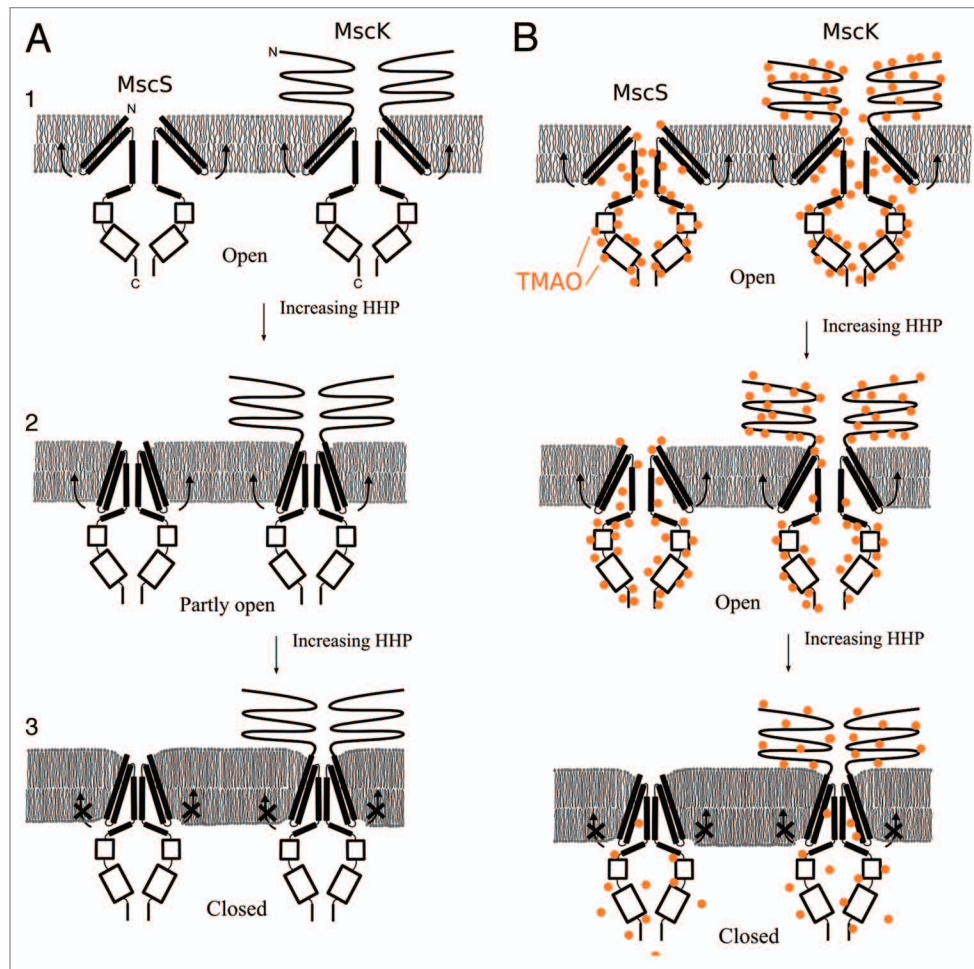 A
MscK
N
MscS
N
1
Open
C
C
Increasing HHP
2
Partly open
Increasing HHP
3
Closed
B
MscK
MscS
TMAO
Open
Increasing HHP
Open
Increasing HHP
Closed